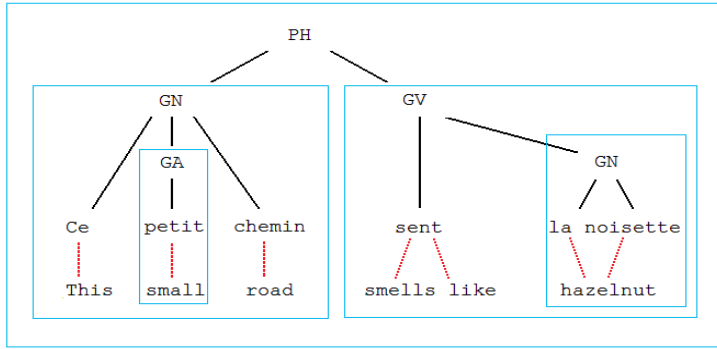 PH
GN GV
GA GN
Ce petit chemin sent la noisette
This small road smells like hazelnut